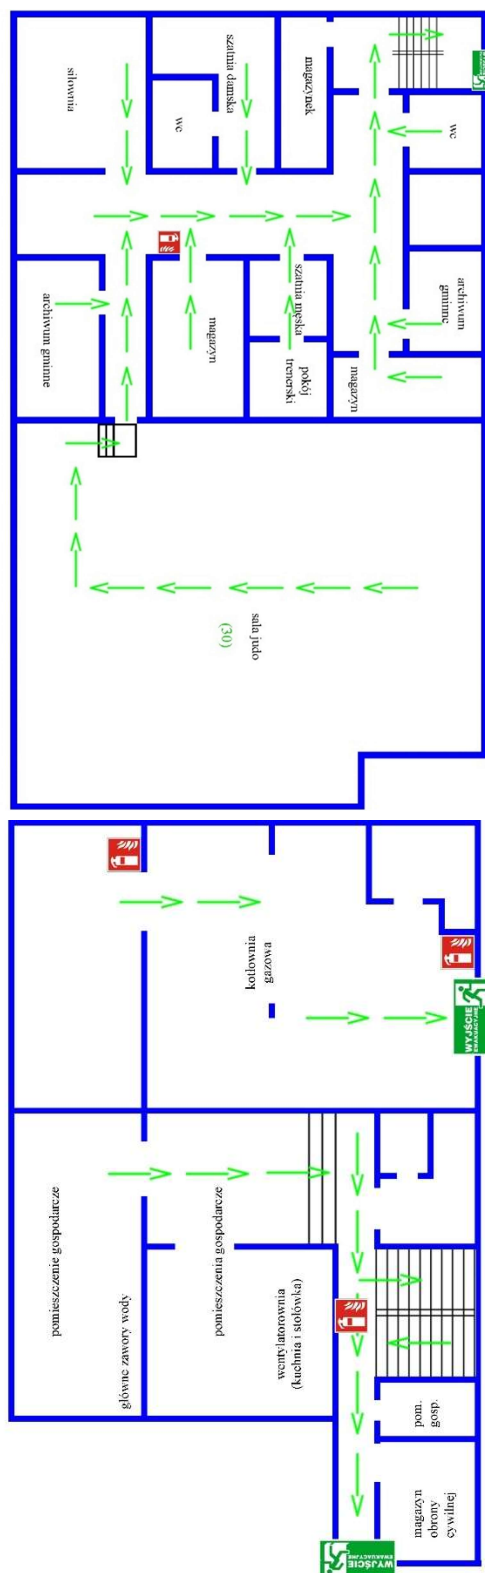 siłownia
szatnia damska
wc
magazynek
wc
archiwum
gminne
archiwum gminne
magazyn
szatnia męska
pokój
trenerski
magazyn
sala judo
(30)
kotłownia
gazowa
WYJŚCIE
EWAKUACYJNE
pomieszczenie gospodarcze
pomieszczenia gospodarcze
główne zawory wody
wentylatorownia
(kuchnia i stołówka)
pom.
gosp.
magazyn
obrony
cywilnej
WYJŚCIE
EWAKUACYJNE